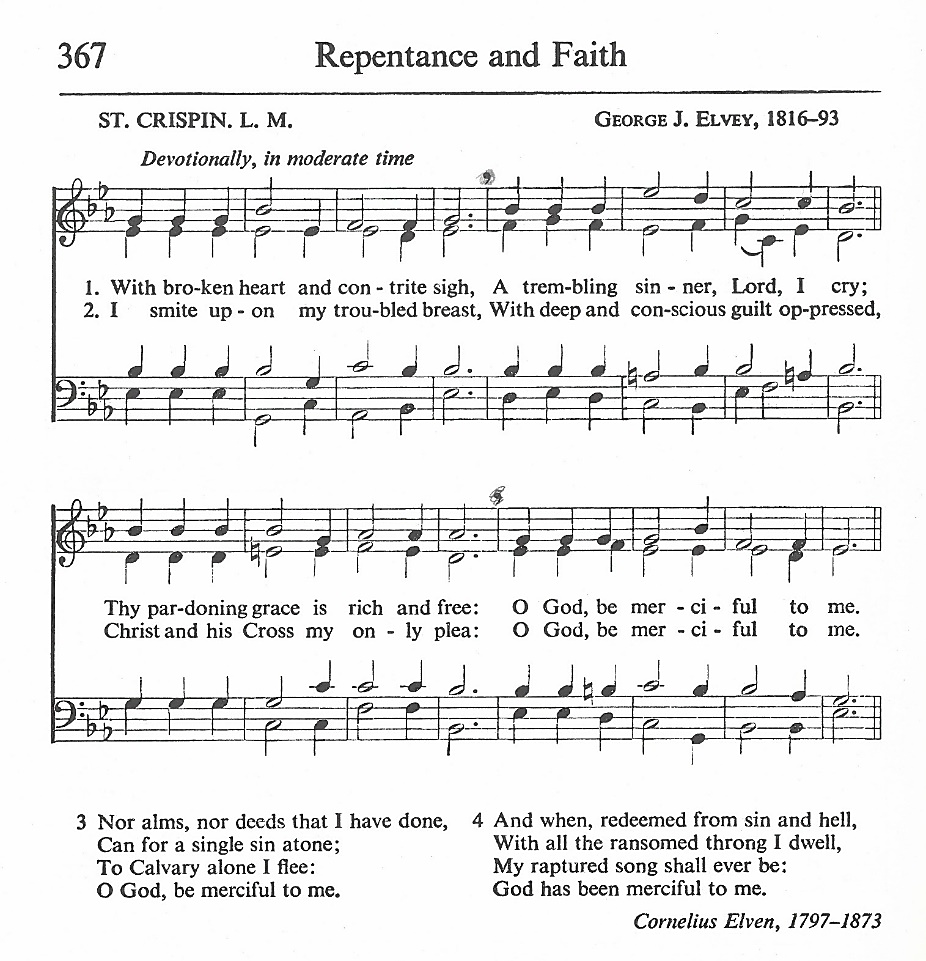 367 Repentance and Faith
ST. CRISPIN. L. M. GEORGE J. ELVEY, 1816–93
Devotionally, in moderate time
1. With bro-ken heart and con - trite sigh, A trem-bling sin - ner, Lord, I cry;
2. I smite up - on my trou-bled breast, With deep and con-scious guilt op-pressed,
Thy par-doning grace is rich and free: O God, be mer - ci - ful to me.
Christ and his Cross my on - ly plea: O God, be mer - ci - ful to me.
3 Nor alms, nor deeds that I have done,
Can for a single sin atone;
To Calvary alone I flee:
O God, be merciful to me.
4 And when, redeemed from sin and hell,
With all the ransomed throng I dwell,
My raptured song shall ever be:
God has been merciful to me.
Cornelius Elven, 1797–1873